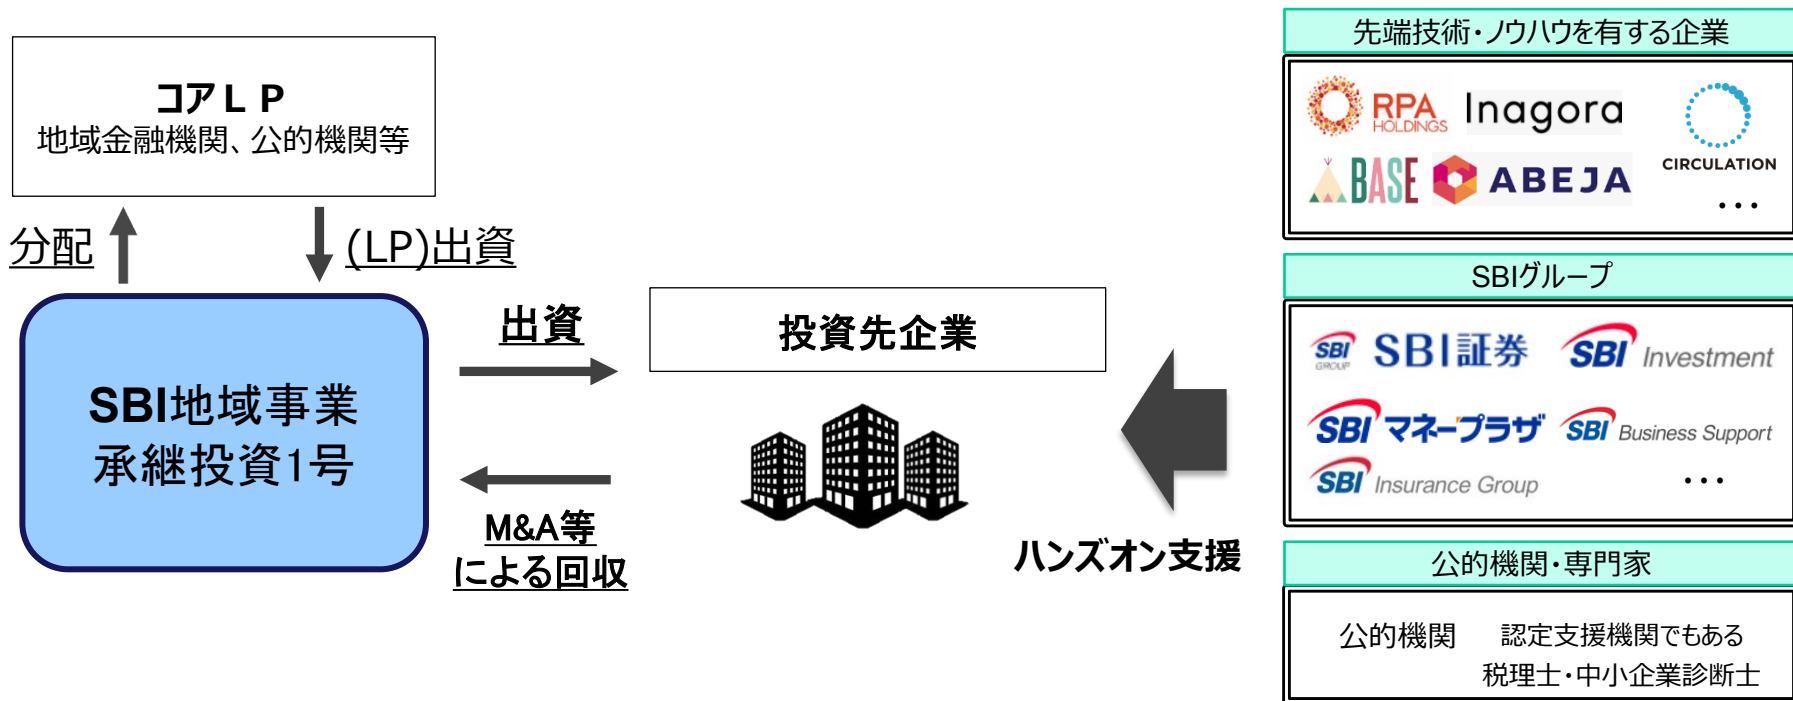 コアＬＰ
地域金融機関、公的機関等
分配
(LP)出資
SBI地域事業
承継投資1号
出資
M&A等
による回収
投資先企業
ハンズオン支援
先端技術・ノウハウを有する企業
RPA
HOLDINGS
Inagora
CIRCULATION
BASE
ABEJA
・・・
SBIグループ
SBI
GROUP
SBI証券
SBI Investment
SBI マネープラザ
SBI Business Support
SBI Insurance Group
・・・
公的機関・専門家
公的機関
認定支援機関でもある
税理士・中小企業診断士